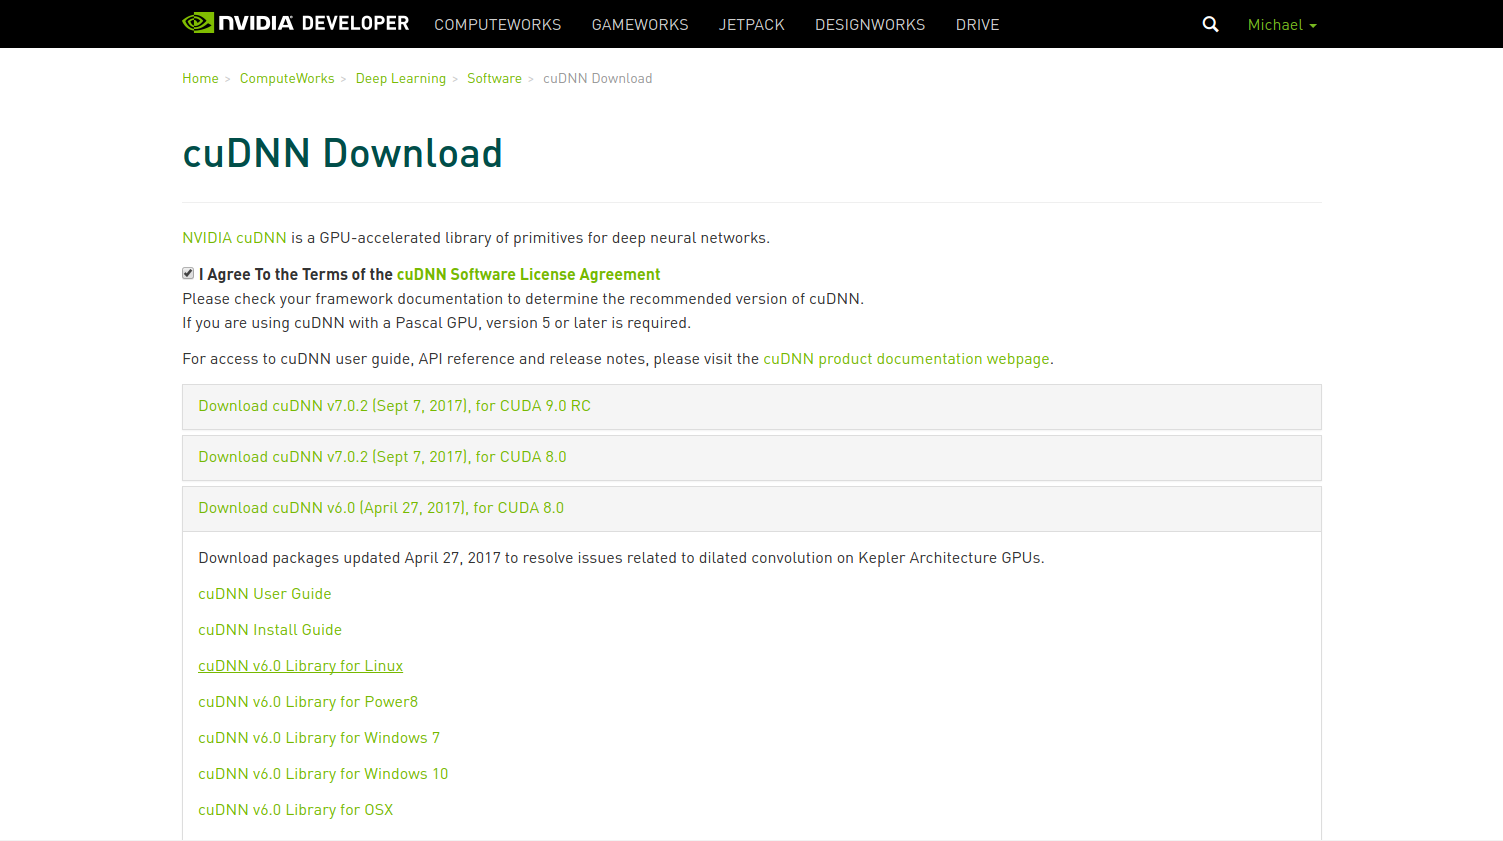 NVIDIA DEVELOPER COMPUTEWORKS GAMEWORKS JETPACK DESIGNWORKS DRIVE Michael
Home > ComputeWorks > Deep Learning > Software > cuDNN Download
cuDNN Download
NVIDIA cuDNN is a GPU-accelerated library of primitives for deep neural networks.
I Agree To the Terms of the cuDNN Software License Agreement
Please check your framework documentation to determine the recommended version of cuDNN.
If you are using cuDNN with a Pascal GPU, version 5 or later is required.
For access to cuDNN user guide, API reference and release notes, please visit the cuDNN product documentation webpage.
Download cuDNN v7.0.2 (Sept 7, 2017), for CUDA 9.0 RC
Download cuDNN v7.0.2 (Sept 7, 2017), for CUDA 8.0
Download cuDNN v6.0 (April 27, 2017), for CUDA 8.0
Download packages updated April 27, 2017 to resolve issues related to dilated convolution on Kepler Architecture GPUs.
cuDNN User Guide
cuDNN Install Guide
cuDNN v6.0 Library for Linux
cuDNN v6.0 Library for Power8
cuDNN v6.0 Library for Windows 7
cuDNN v6.0 Library for Windows 10
cuDNN v6.0 Library for OSX